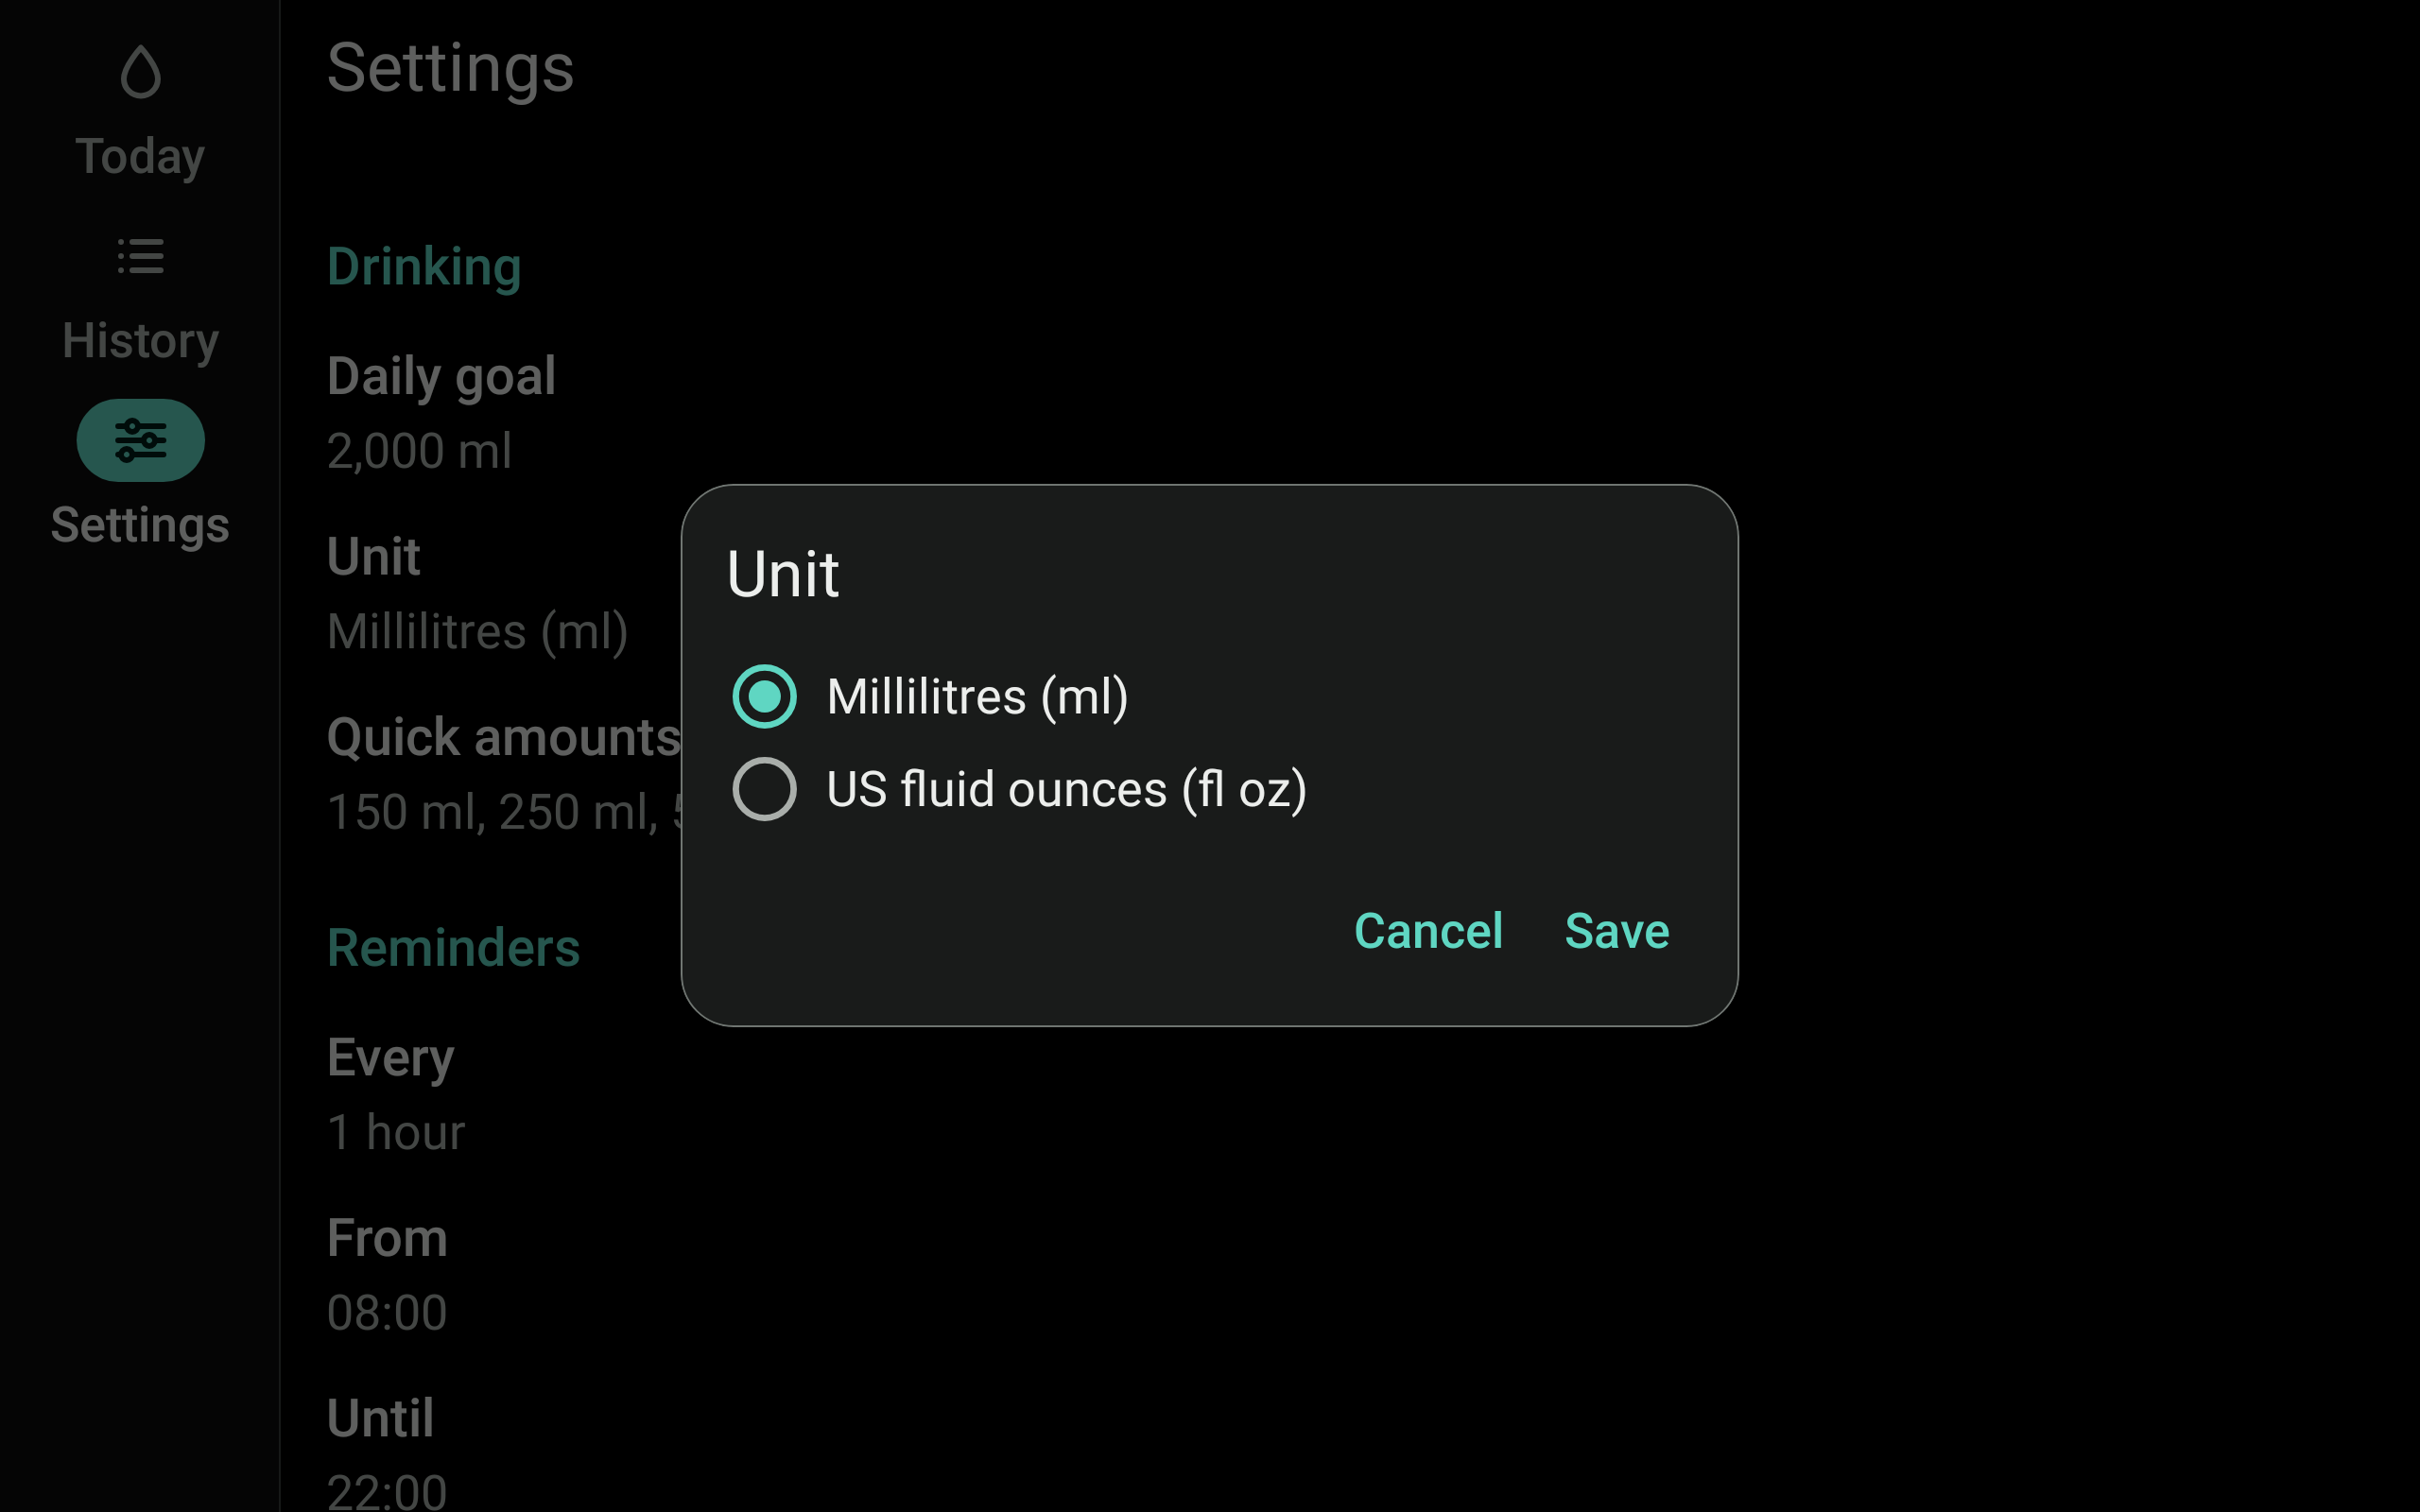 Today
History
Settings
Settings
Drinking
Daily goal
2,000 ml
Unit
Millilitres (ml)
Quick amounts
150 ml, 250 ml,
Reminders
Every
1 hour
From
08:00
Until
22:00
Unit
Millilitres (ml)
US fluid ounces (fl oz)
Cancel
Save